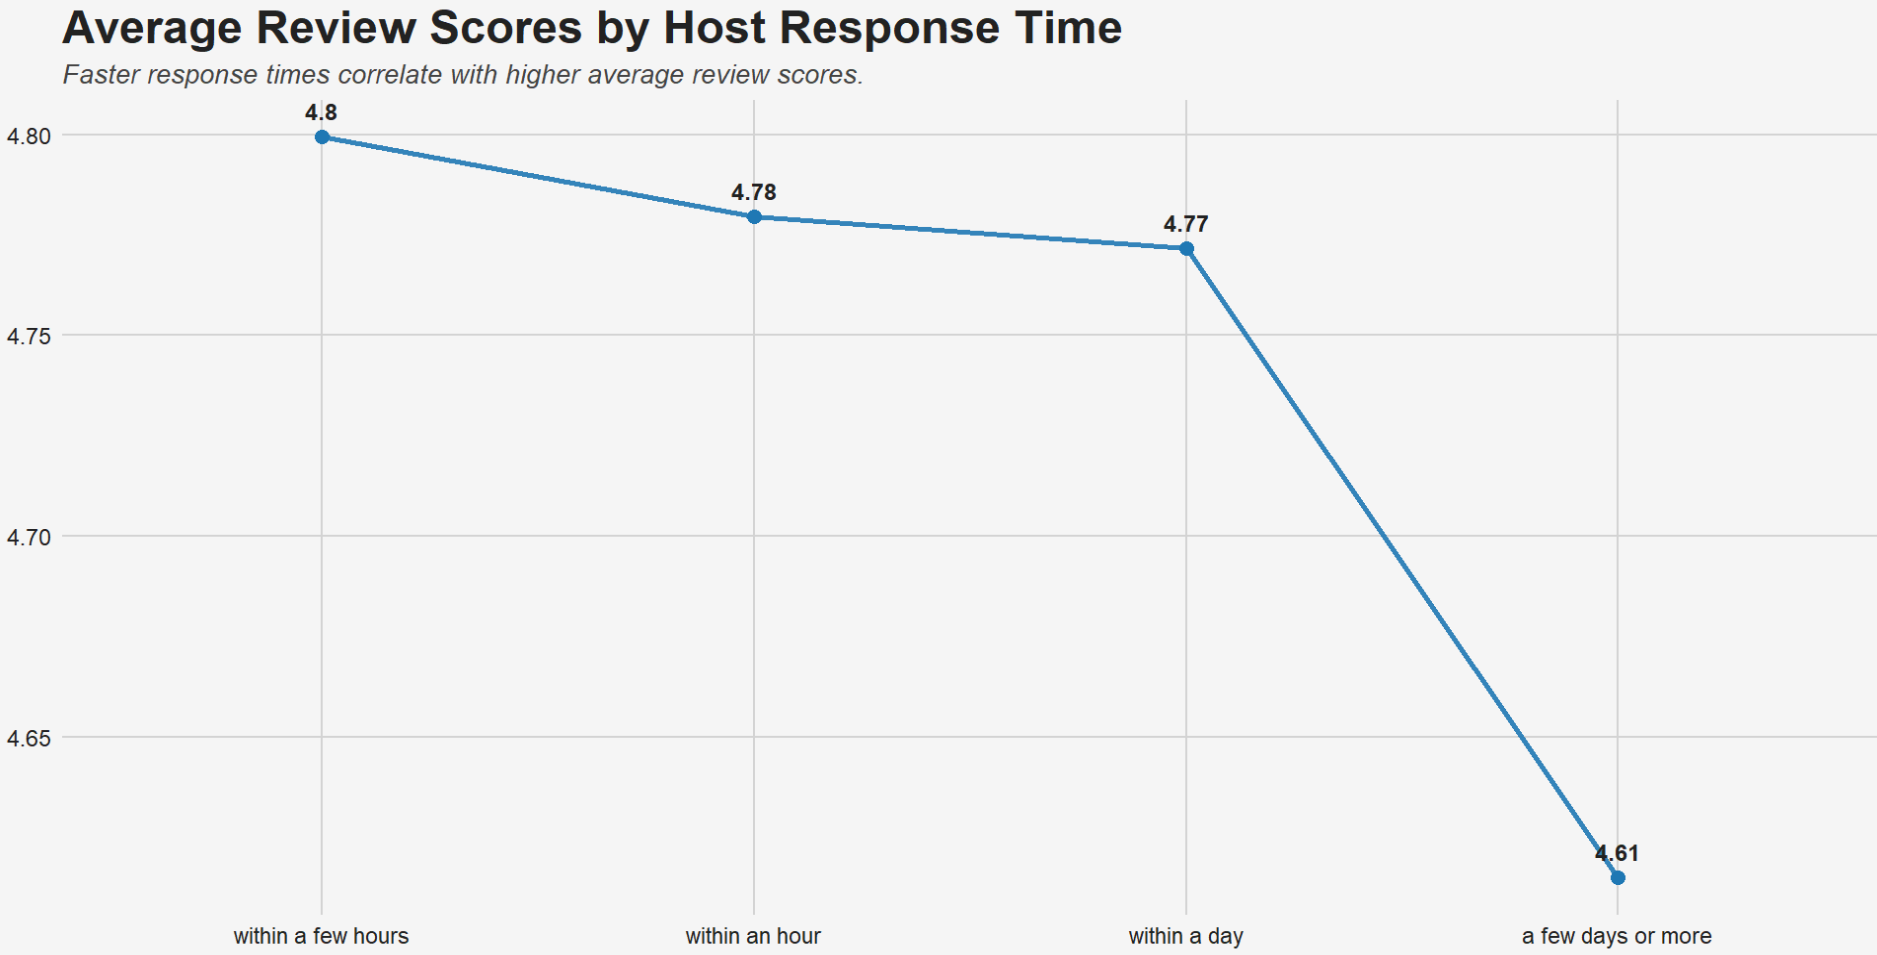 Average Review Scores by Host Response Time
Faster response times correlate with higher average review scores.
4.80
4.75
4.70
4.65
4.8
4.78
4.77
4.61
within a few hours
within an hour
within a day
a few days or more